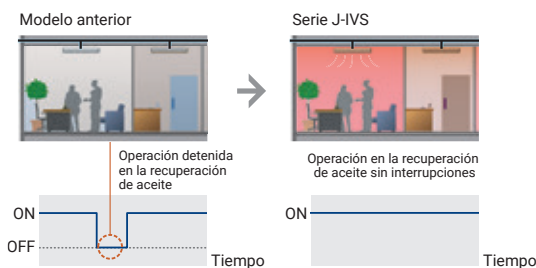 Modelo anterior
Serie J-IVS
Operación detenida
en la recuperación
de aceite
Operación en la recuperación
de aceite sin interrupciones
ON
OFF
Tiempo
ON
Tiempo